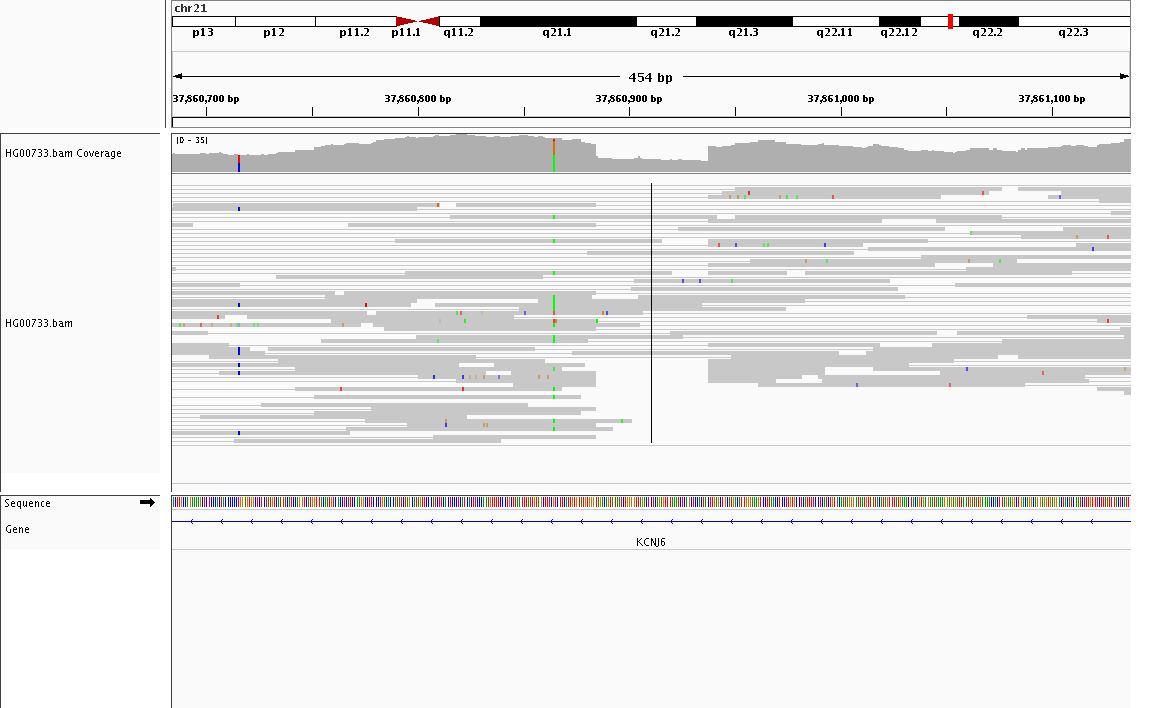 chr21
p13 p12 p11.2 p11.1 q11.2 q21.1 q21.2 q21.3 q22.11 q22.12 q22.2 q22.3
454 bp
37,860,700 bp 37,860,800 bp 37,860,900 bp 37,861,000 bp 37,861,100 bp
[0 - 35]
HG00733.bam Coverage
HG00733.bam
Sequence
Gene
KCNJ6